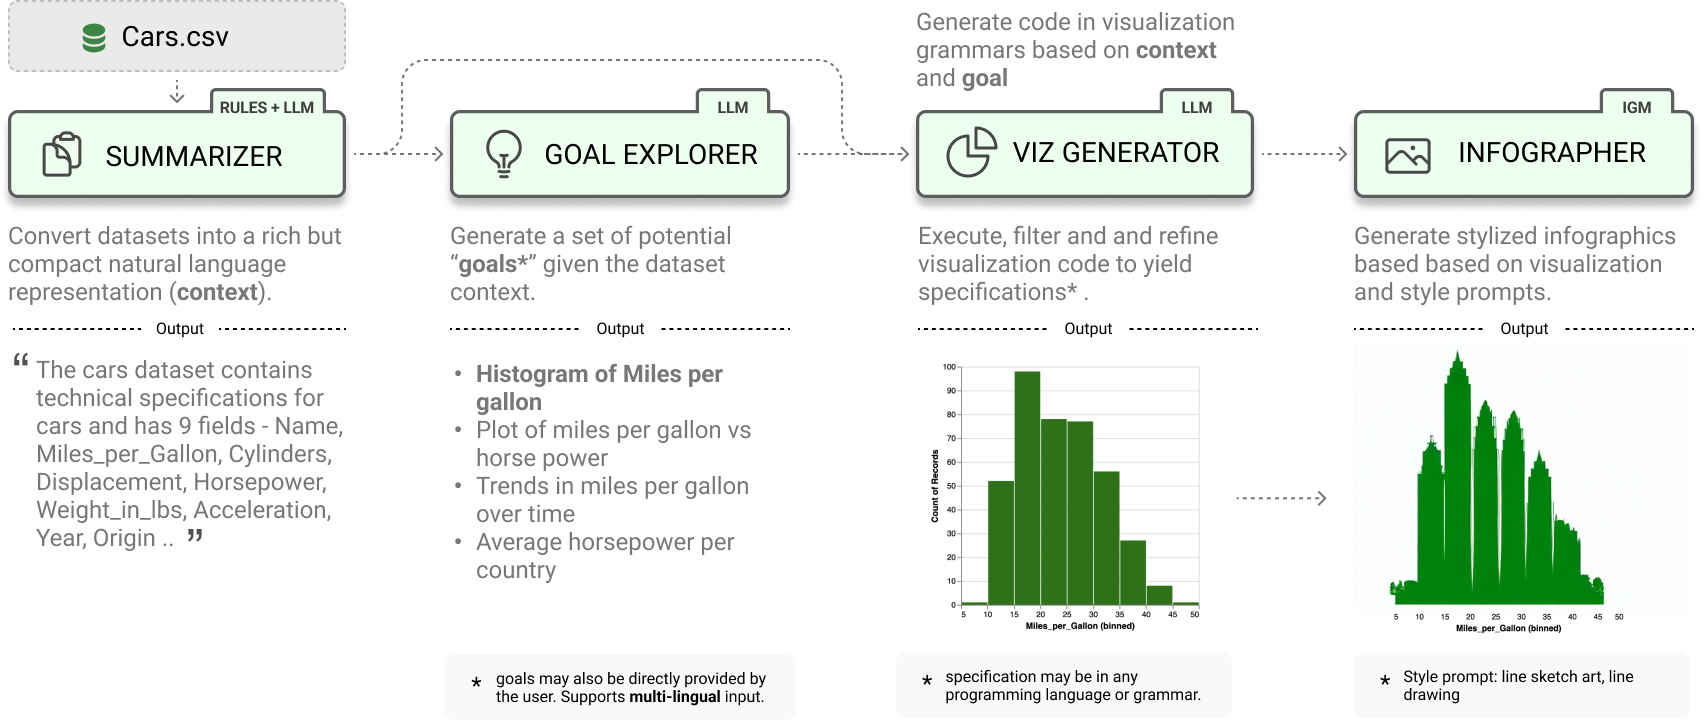 Cars.csv
RULES + LLM
SUMMARIZER
Convert datasets into a rich but
compact natural language
representation (context).
Output
“ The cars dataset contains
technical specifications for
cars and has 9 fields - Name,
Miles_per_Gallon, Cylinders,
Displacement, Horsepower,
Weight_in_lbs, Acceleration,
Year, Origin .. ”
LLM
GOAL EXPLORER
Generate a set of potential
“goals*” given the dataset
context.
Output
• Histogram of Miles per
gallon
• Plot of miles per gallon vs
horse power
• Trends in miles per gallon
over time
• Average horsepower per
country
* goals may also be directly provided by
the user. Supports multi-lingual input.
Generate code in visualization
grammars based on context
and goal
LLM
VIZ GENERATOR
Execute, filter and and refine
visualization code to yield
specifications* .
Output
100
90
80
70
60
50
40
30
20
10
0
Count of Records
5 10 15 20 25 30 35 40 45 50
Miles_per_Gallon (binned)
* specification may be in any
programming language or grammar.
IGM
INFOGRAPHER
Generate stylized infographics
based based on visualization
and style prompts.
Output
5 10 15 20 25 30 35 40 45 50
Miles_per_Gallon (binned)
* Style prompt: line sketch art, line
drawing